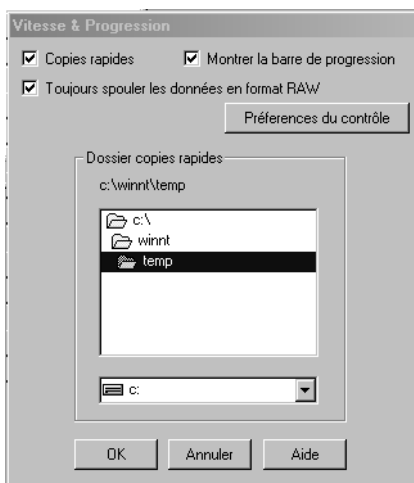 Vitesse & Progression
Copies rapides Montrer la barre de progression
Toujours spouler les données en format RAW
Préferences du contrôle
Dossier copies rapides
c:\winnt\temp
c:\
winnt
temp
c:
OK Annuler Aide